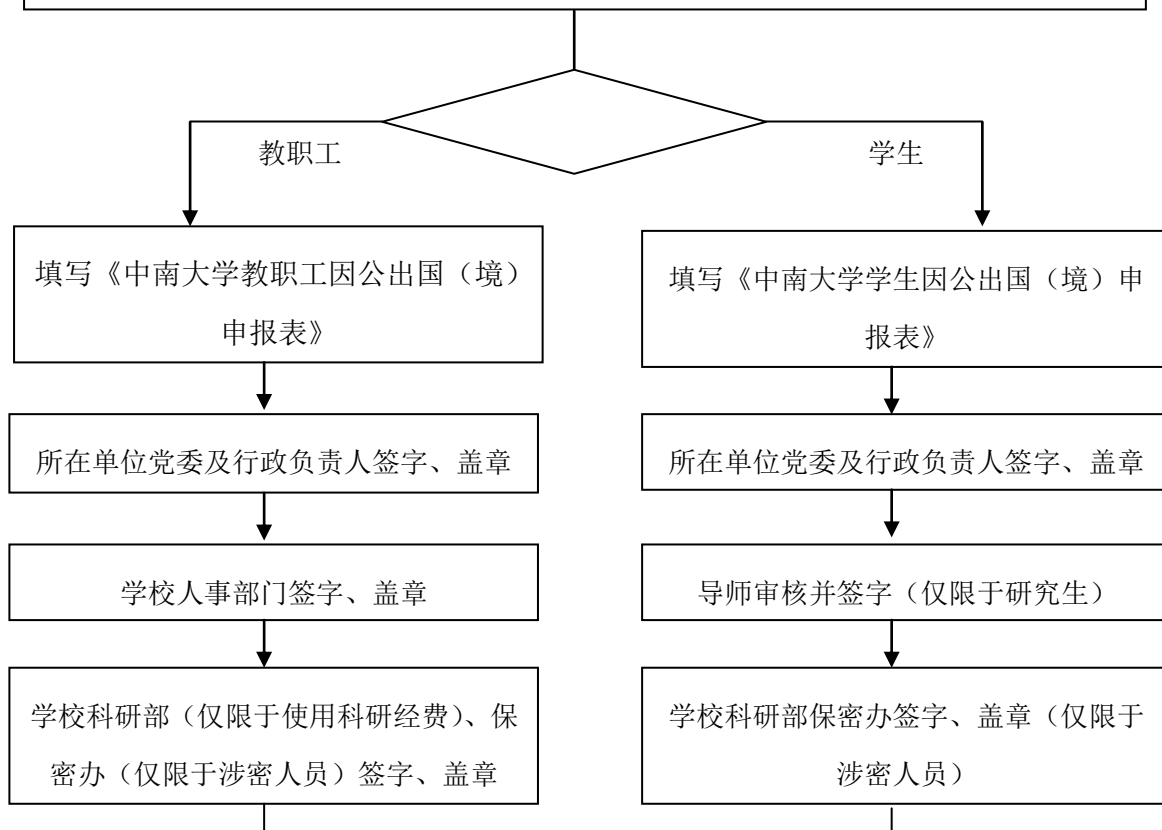 教职工
学生
填写《中南大学教职工因公出国（境）
申报表》
填写《中南大学学生因公出国（境）申
报表》
所在单位党委及行政负责人签字、盖章
所在单位党委及行政负责人签字、盖章
学校人事部门签字、盖章
导师审核并签字（仅限于研究生）
学校科研部（仅限于使用科研经费）、保
密办（仅限于涉密人员）签字、盖章
学校科研部保密办签字、盖章（仅限于
涉密人员）